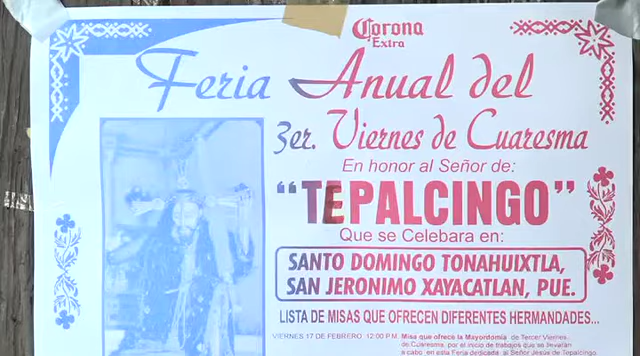 Corona
Extra
Feria Anual del
3er. Viernes de Cuaresma
En honor al Señor de:
"TEPALCINGO"
Que se Celebara en:
SANTO DOMINGO TONAHUIXTLA,
SAN JERONIMO XAYACATLAN, PUE.
LISTA DE MISAS QUE OFRECEN DIFERENTES HERMANDADES...
VIERNES 17 DE FEBRERO 12:00 P.M. Misa que ofrece la Mayordomia de Tercer Viernes
de Cuaresma, por el inicio de trabajos que se llevaran
a cabo en esta Feria dedicada al Señor Jesus de Tepalcingo.